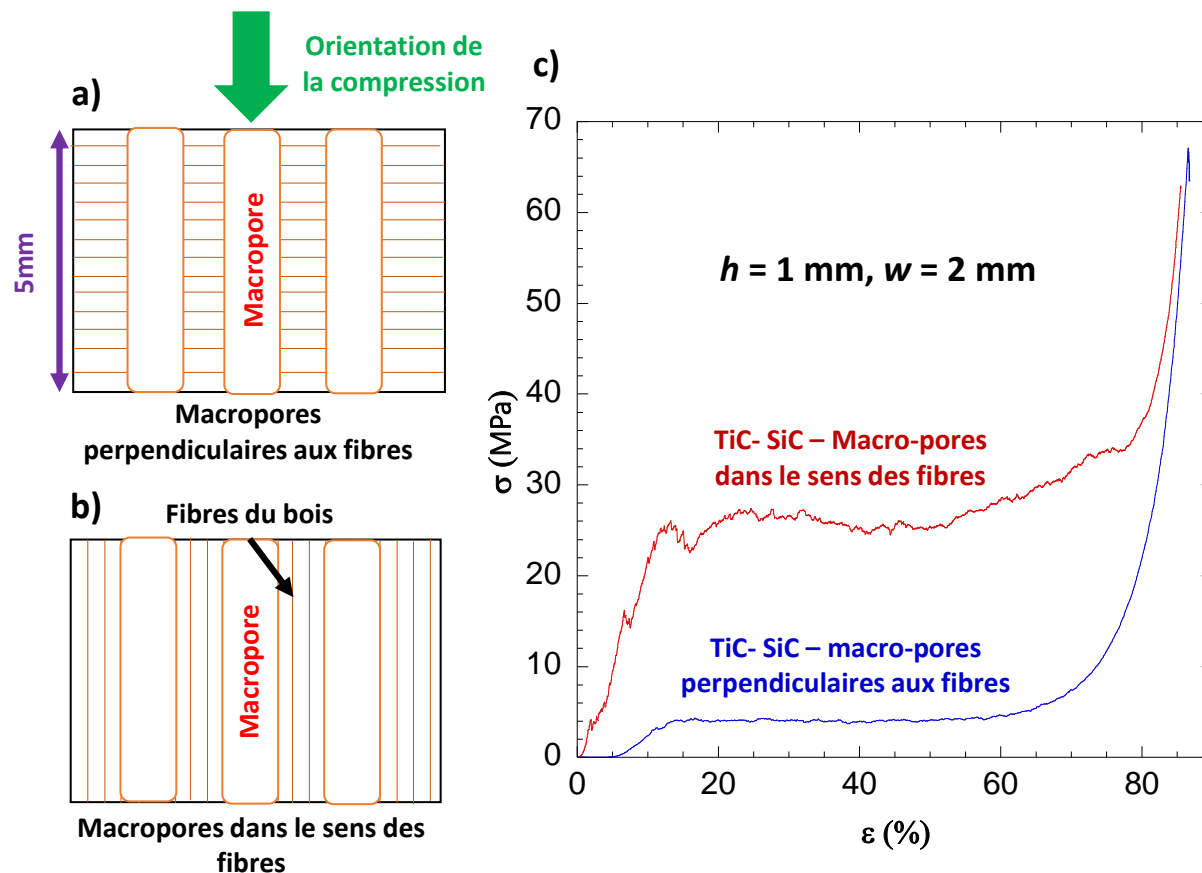 Orientation de
la compression
a)
5mm
Macropore
Macropores
perpendiculaires aux fibres
b)
Fibres du bois
Macropore
Macropores dans le sens des
fibres
c)
70
60
50
40
30
20
10
0
σ (MPa)
h = 1 mm, w = 2 mm
TiC- SiC – Macro-pores
dans le sens des fibres
TiC- SiC – macro-pores
perpendiculaires aux fibres
0 20 40 60 80
ε (%)